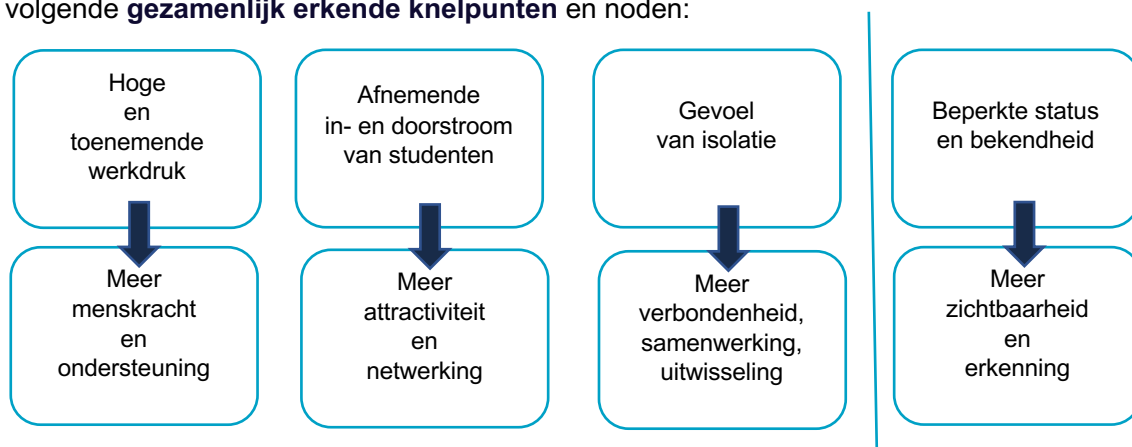 volgende gezamenlijk erkende knelpunten en noden:
Hoge
en
toenemende
werkdruk
Afnemende
in- en doorstroom
van studenten
Gevoel
van isolatie
Beperkte status
en bekendheid
Meer
menskracht
en
ondersteuning
Meer
attractiviteit
en
netwerking
Meer
verbondenheid,
samenwerking,
uitwisseling
Meer
zichtbaarheid
en
erkenning